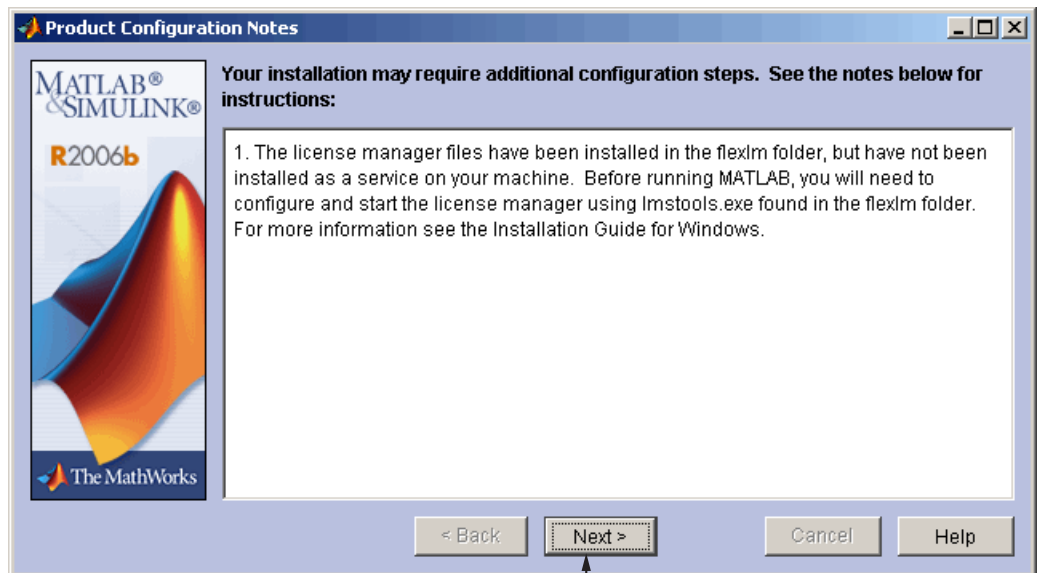 Product Configuration Notes
MATLAB®
&SIMULINK®
R2006b
The MathWorks
Your installation may require additional configuration steps. See the notes below for
instructions:
1. The license manager files have been installed in the flexlm folder, but have not been
installed as a service on your machine. Before running MATLAB, you will need to
configure and start the license manager using lmstools.exe found in the flexlm folder.
For more information see the Installation Guide for Windows.
< Back
Next >
Cancel
Help